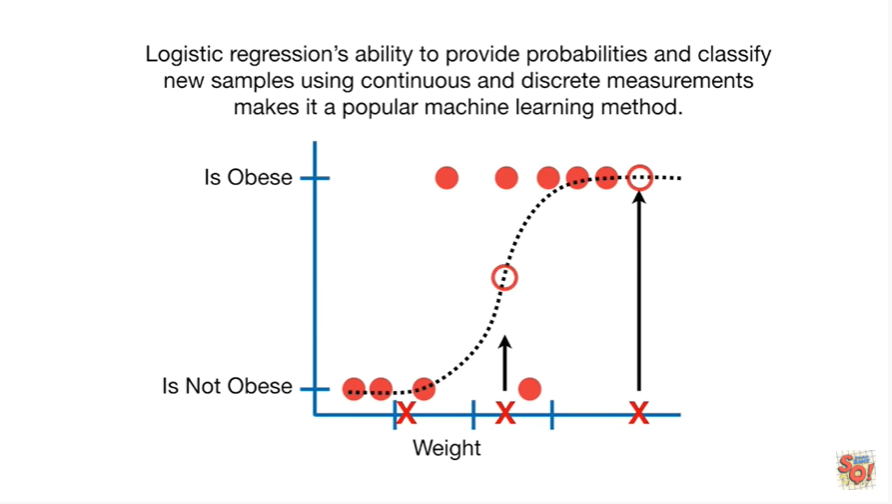 Logistic regression's ability to provide probabilities and classify
new samples using continuous and discrete measurements
makes it a popular machine learning method.
Is Obese
Is Not Obese
X X X
Weight
SQ!